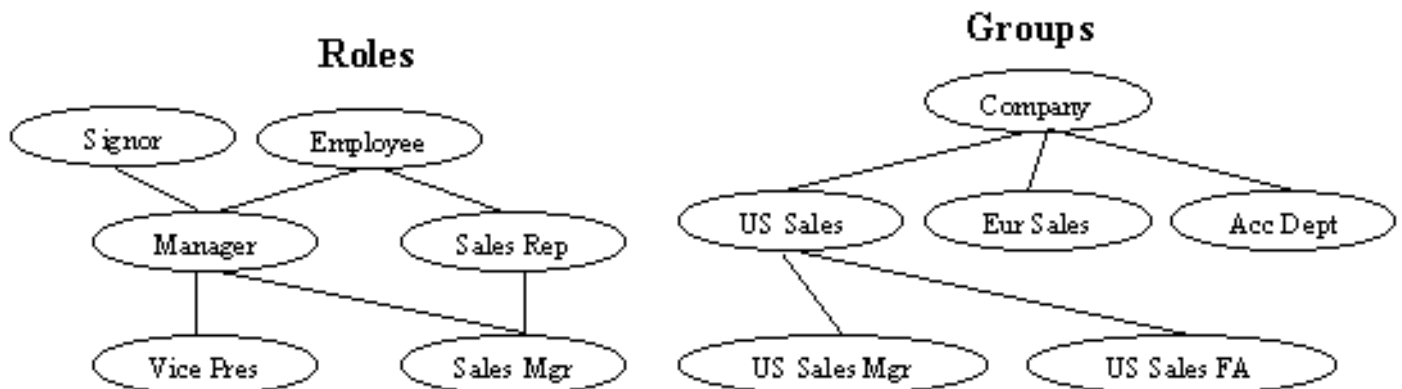 Roles
Groups
Signor
Employee
Company
Manager
Sales Rep
US Sales
Eur Sales
Acc Dept
Vice Pres
Sales Mgr
US Sales Mgr
US Sales FA